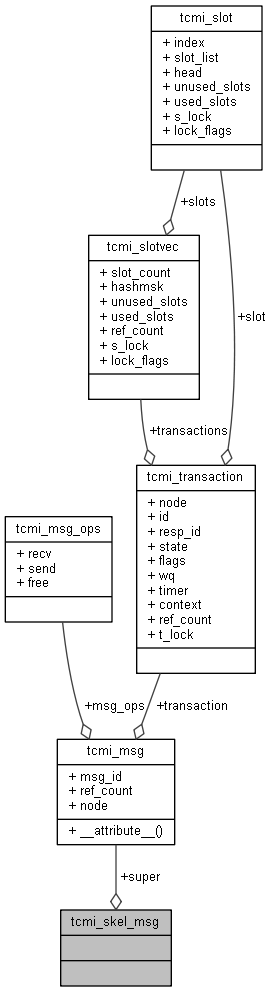 tcmi_slot
+ index
+ slot_list
+ head
+ unused_slots
+ used_slots
+ s_lock
+ lock_flags
+slots
tcmi_slotvec
+ slot_count
+ hashmsk
+ unused_slots
+ used_slots
+ ref_count
+ s_lock
+ lock_flags
+slot
+transactions
tcmi_transaction
+ node
+ id
+ resp_id
+ state
+ flags
+ wq
+ timer
+ context
+ ref_count
+ t_lock
tcmi_msg_ops
+ recv
+ send
+ free
+msg_ops
+transaction
tcmi_msg
+ msg_id
+ ref_count
+ node
+ __attribute__()
+super
tcmi_skel_msg